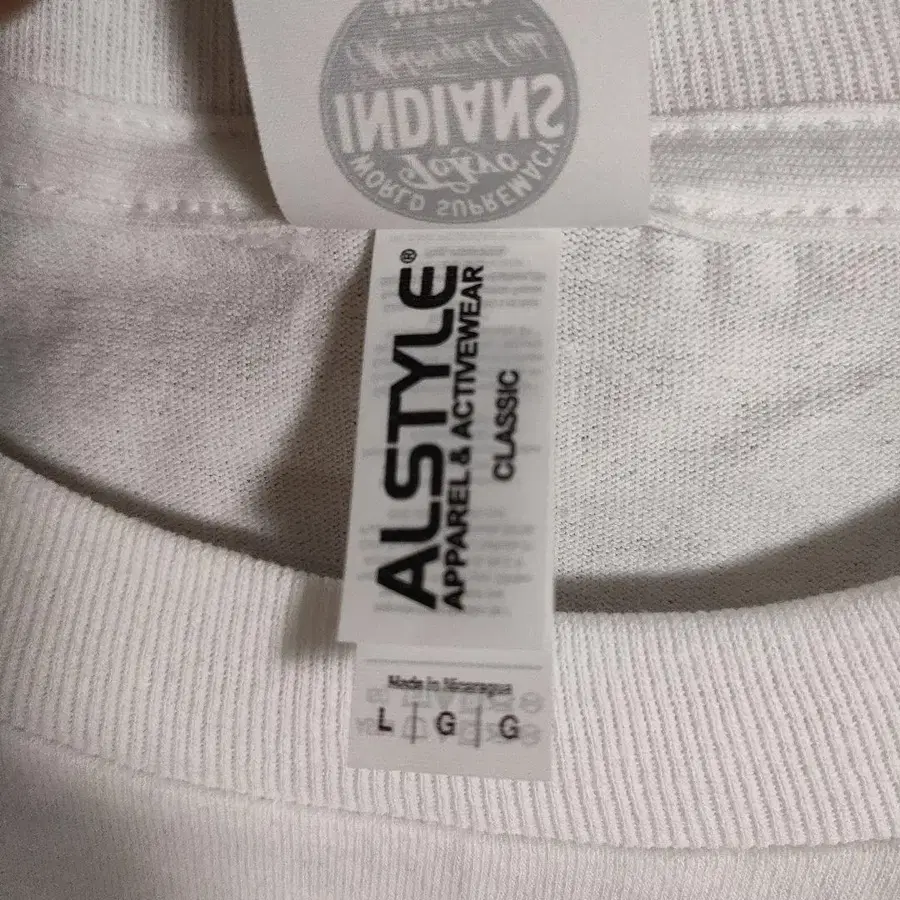 INDIANS
Tokyo
WORLD SUPREMACY
ALSTYLE®
APPAREL & ACTIVEWEAR
CLASSIC
Made in Nicaragua
L | G | G